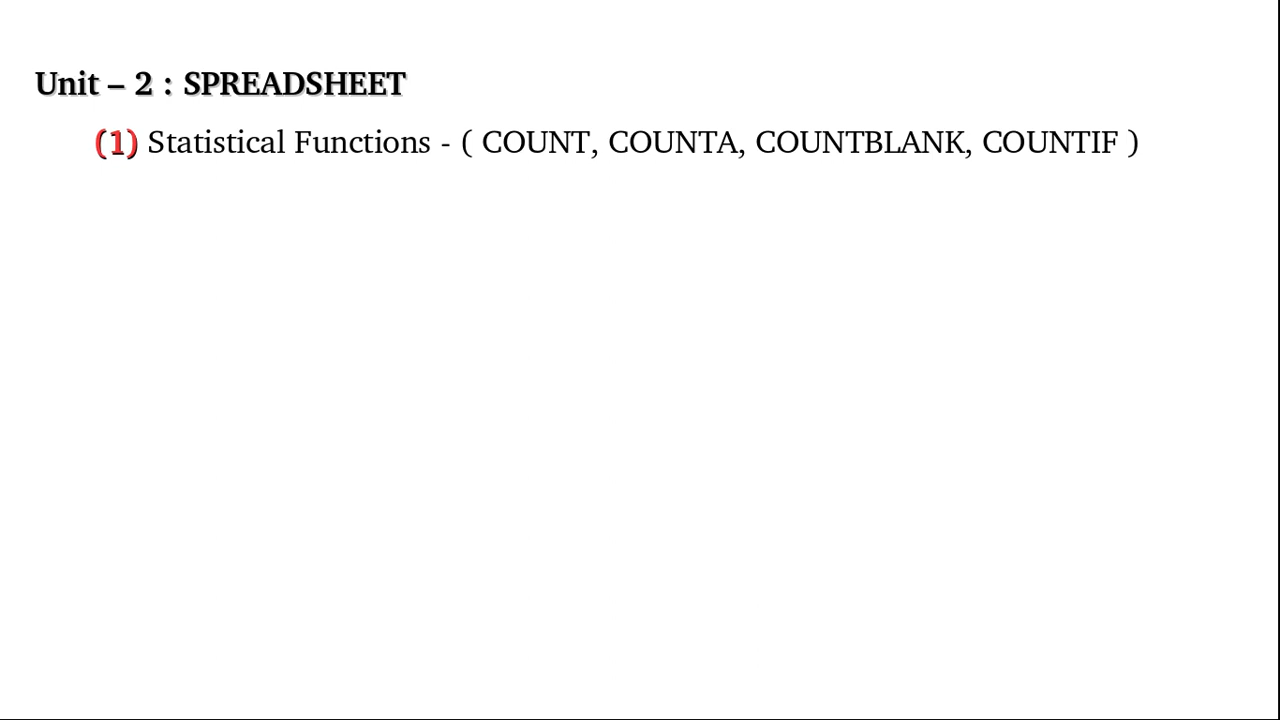 Unit – 2 : SPREADSHEET
(1) Statistical Functions - ( COUNT, COUNTA, COUNTBLANK, COUNTIF )